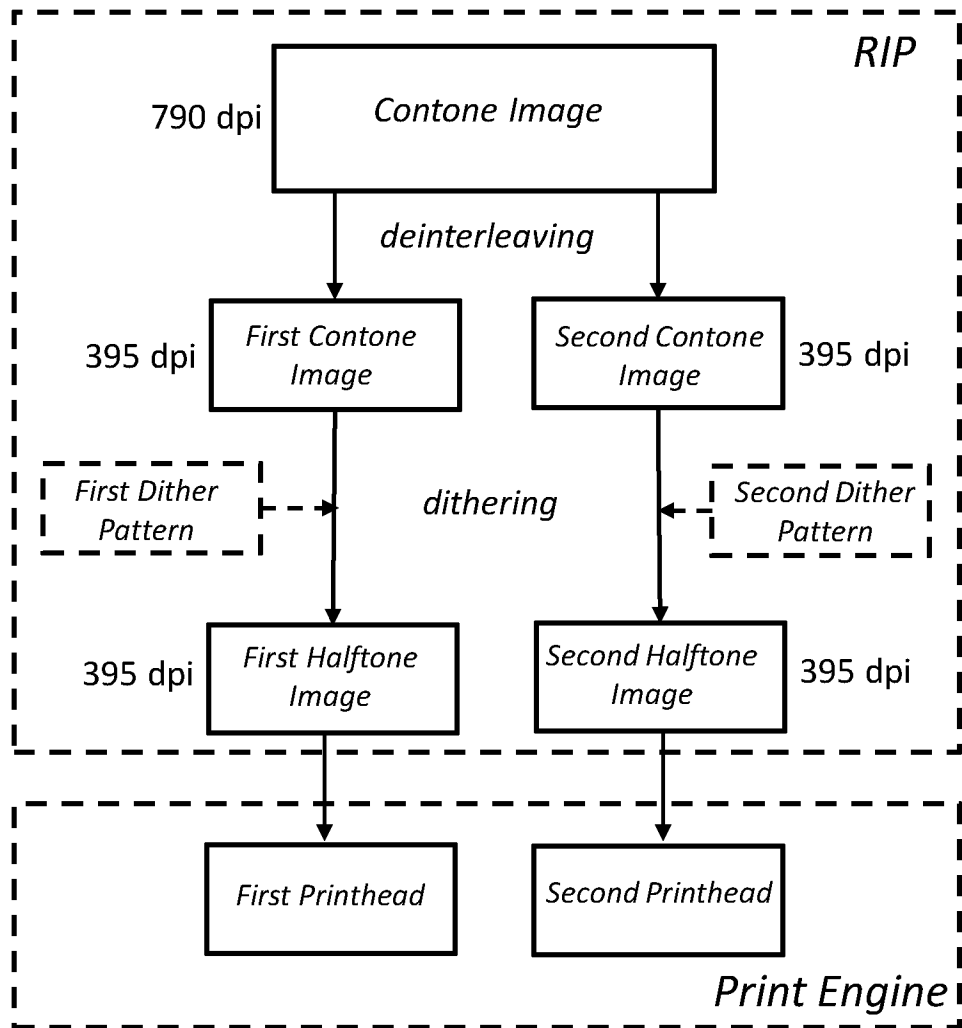 RIP
790 dpi
Contone Image
deinterleaving
395 dpi
First Contone
Image
Second Contone
Image
395 dpi
First Dither
Pattern
dithering
Second Dither
Pattern
395 dpi
First Halftone
Image
Second Halftone
Image
395 dpi
First Printhead
Second Printhead
Print Engine